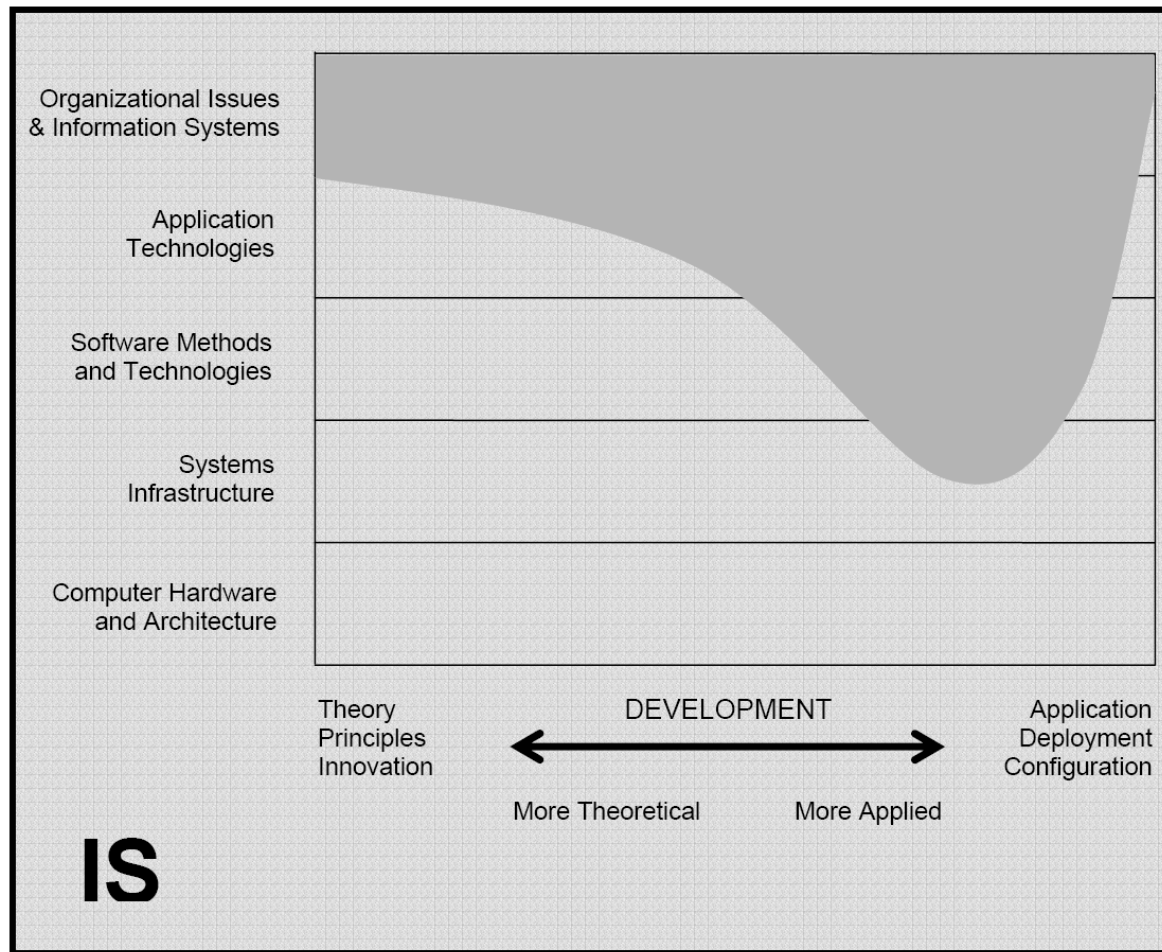 Organizational Issues
& Information Systems
Application
Technologies
Software Methods
and Technologies
Systems
Infrastructure
Computer Hardware
and Architecture
Theory
Principles
Innovation
DEVELOPMENT
Application
Deployment
Configuration
More Theoretical
More Applied
IS